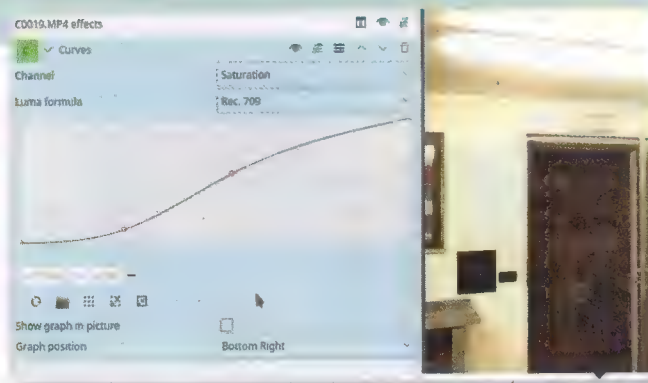 C0019.MP4 effects
Curves
Channel Saturation
Luma formula Rec. 709
Show graph in picture
Graph position Bottom Right